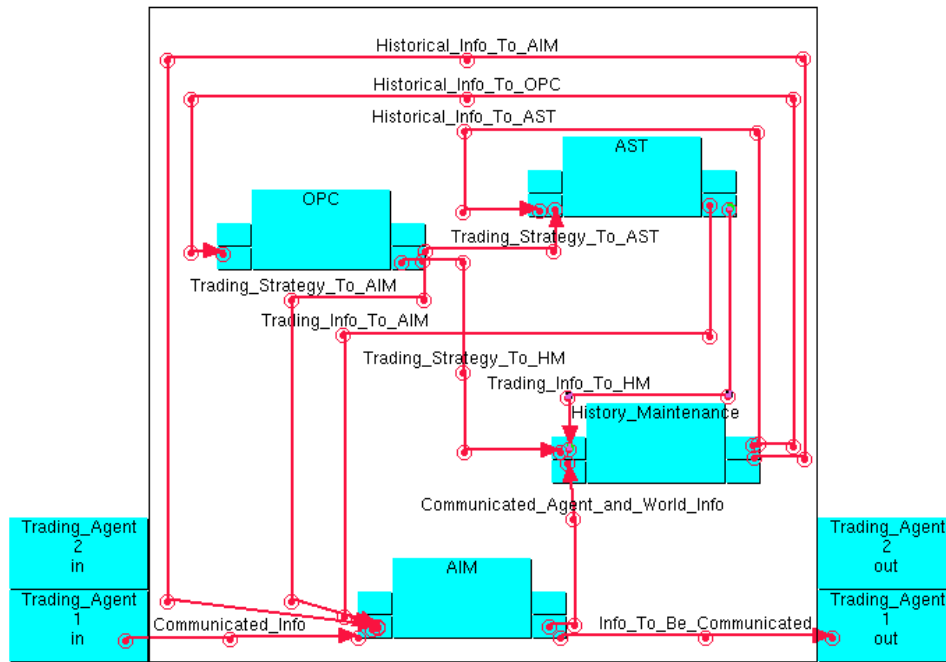 Historical_Info_To_AIM
Historical_Info_To_OPC
Historical_Info_To_AST
AST
OPC
Trading_Strategy_To_AST
Trading_Strategy_To_AIM
Trading_Info_To_AIM
Trading_Strategy_To_HM
Trading_Info_To_HM
History_Maintenance
Communicated_Agent_and_World_Info
Trading_Agent
2
in
Trading_Agent
2
out
AIM
Trading_Agent
1
in
Communicated_Info
Info_To_Be_Communicated
Trading_Agent
1
out